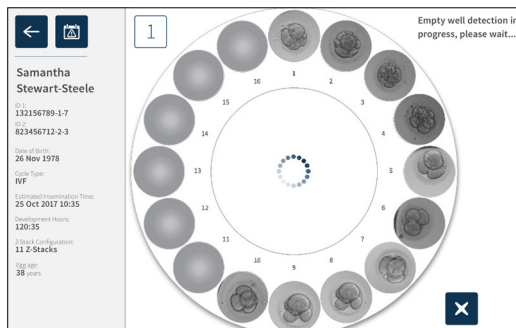 Samantha
Stewart-Steele
ID 1:
132156789-1-7
ID 2:
823456712-2-3
Date of Birth:
26 Nov 1978
Cycle Type:
IVF
Estimated Insemination Time:
25 Oct 2017 10:35
Development Hours:
120:35
Z-Stack Configuration:
11 Z-Stacks
Egg age:
38 years
1
Empty well detection in
progress, please wait...
1
2
3
4
5
6
7
8
9
10
11
12
13
14
15
16